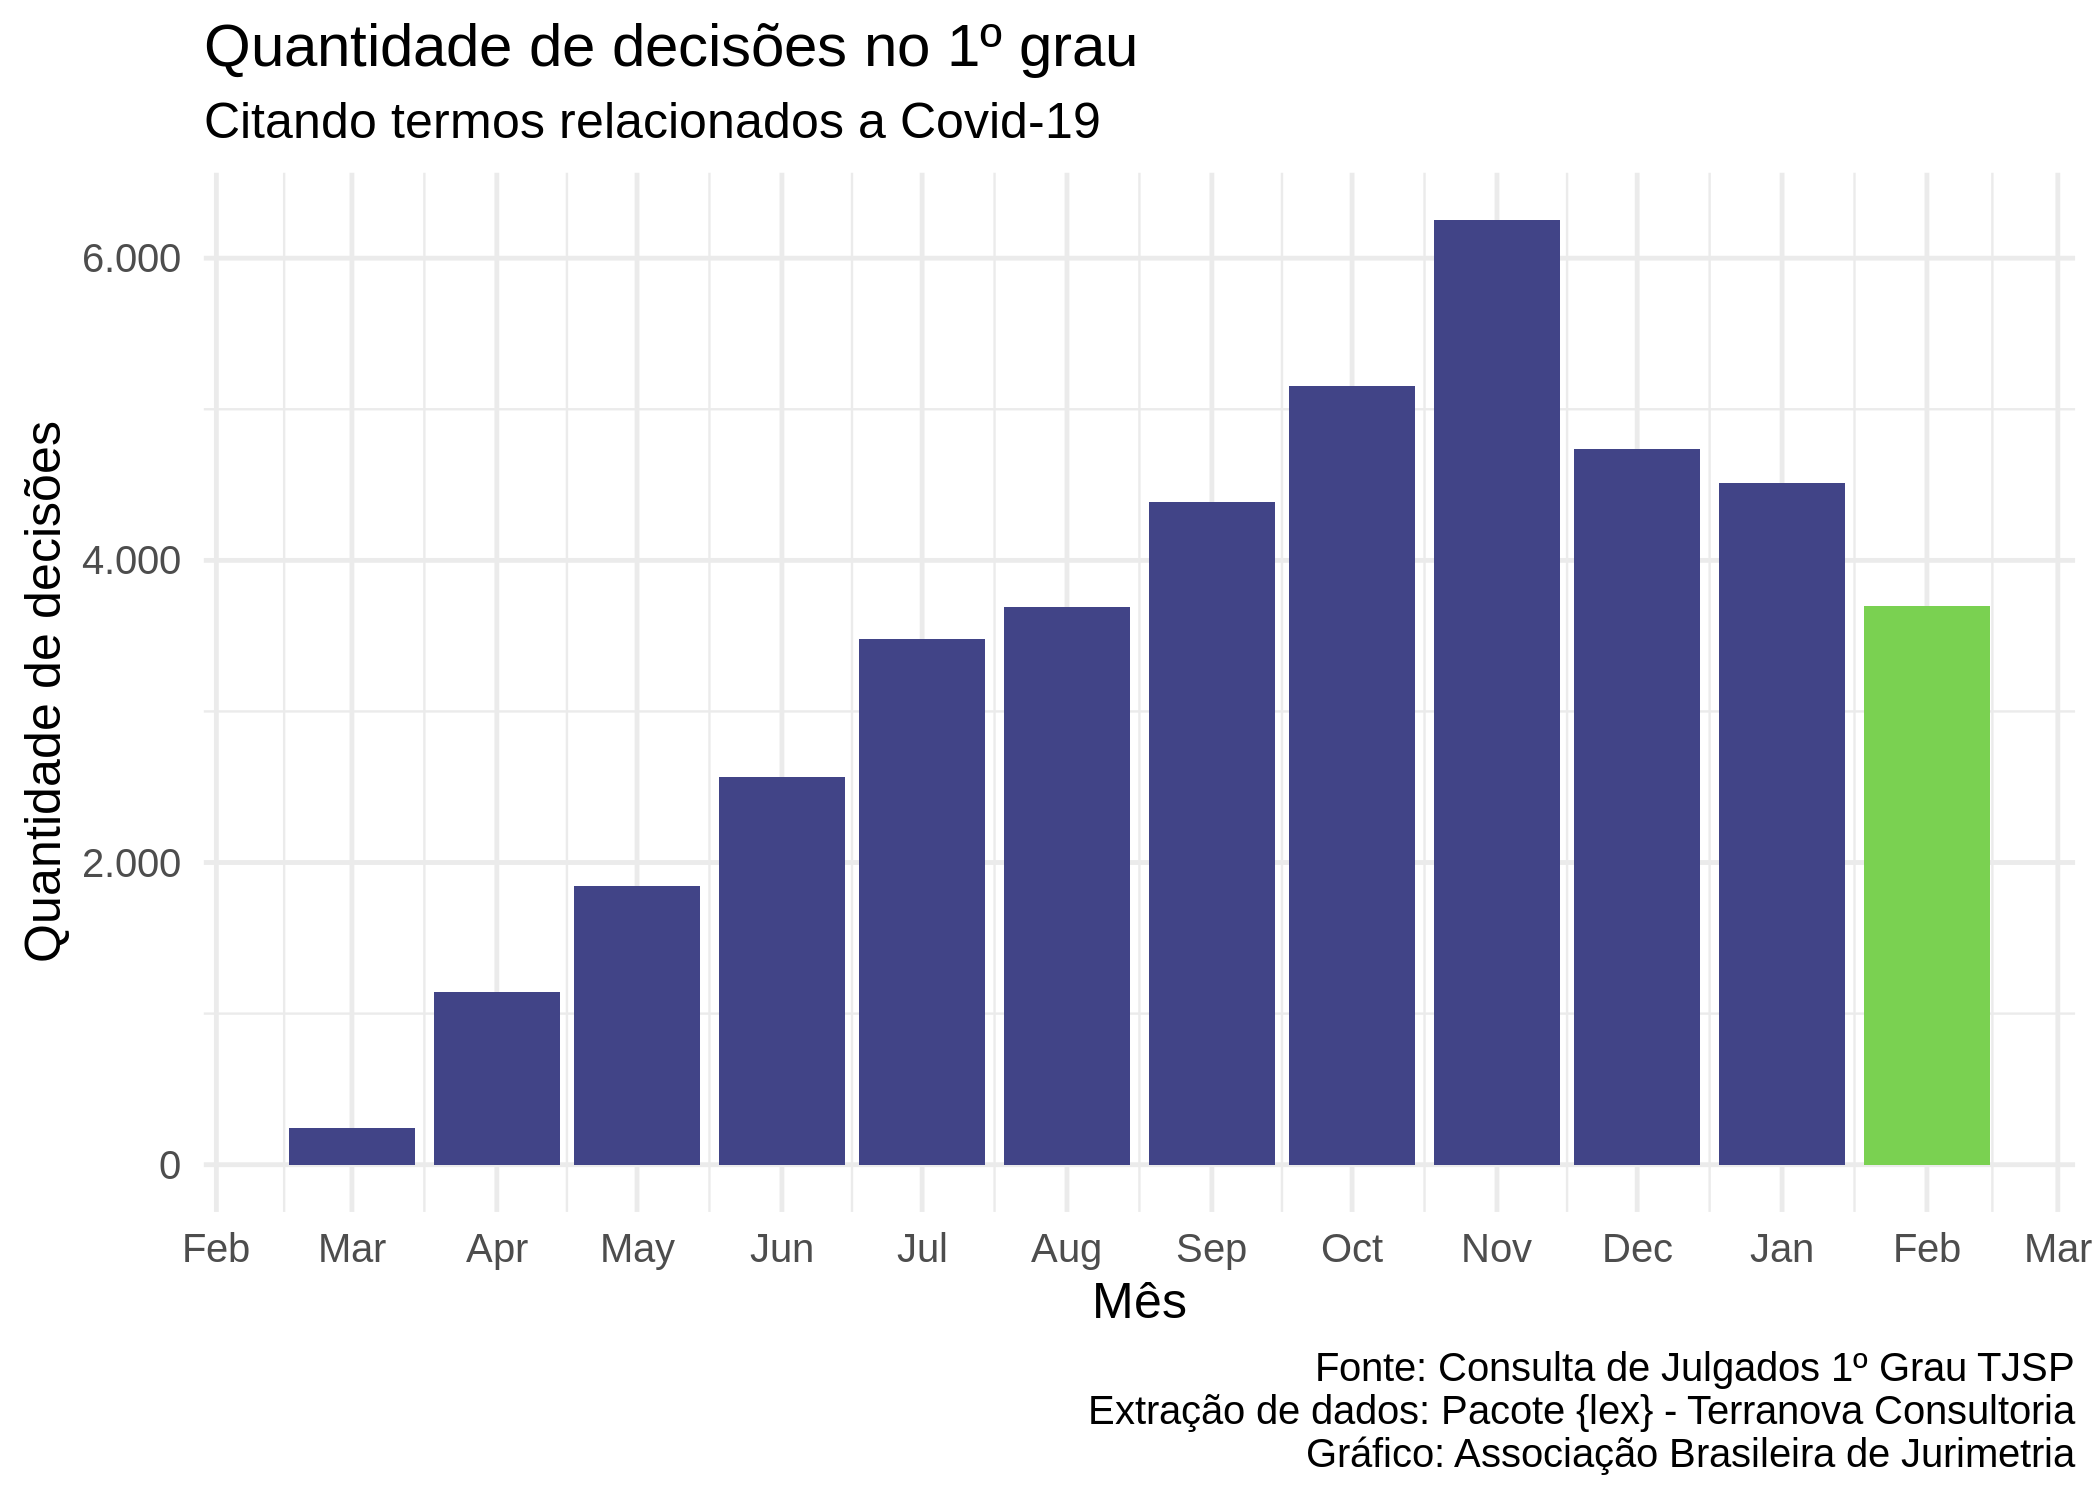 Quantidade de decisões no 1º grau
Citando termos relacionados a Covid-19
Quantidade de decisões
6.000
4.000
2.000
0
Feb Mar Apr May Jun Jul Aug Sep Oct Nov Dec Jan Feb Mar
Mês
Fonte: Consulta de Julgados 1º Grau TJSP
Extração de dados: Pacote {lex} - Terranova Consultoria
Gráfico: Associação Brasileira de Jurimetria